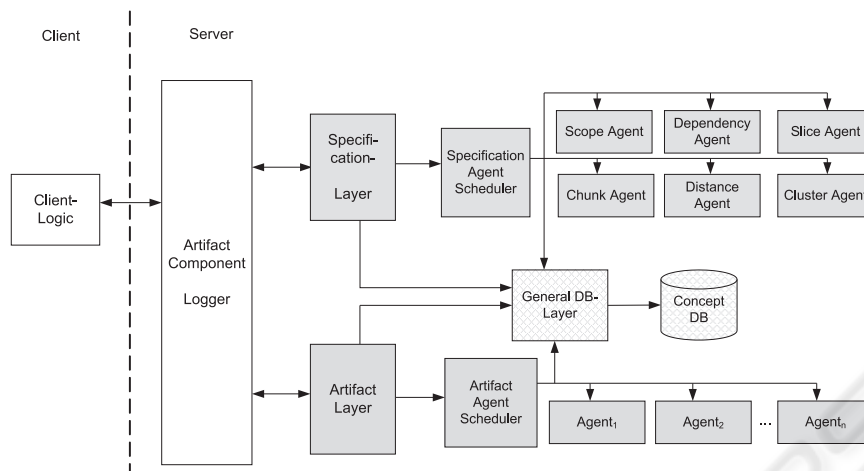 Client
Server
Client-
Logic
Artifact
Component
Logger
Specifi-
cation-
Layer
Specification
Agent
Scheduler
Scope Agent
Dependency
Agent
Slice Agent
Chunk Agent
Distance
Agent
Cluster Agent
General DB-
Layer
Concept
DB
Artifact
Layer
Artifact
Agent
Scheduler
Agent₁
Agent₂
...
Agentₙ